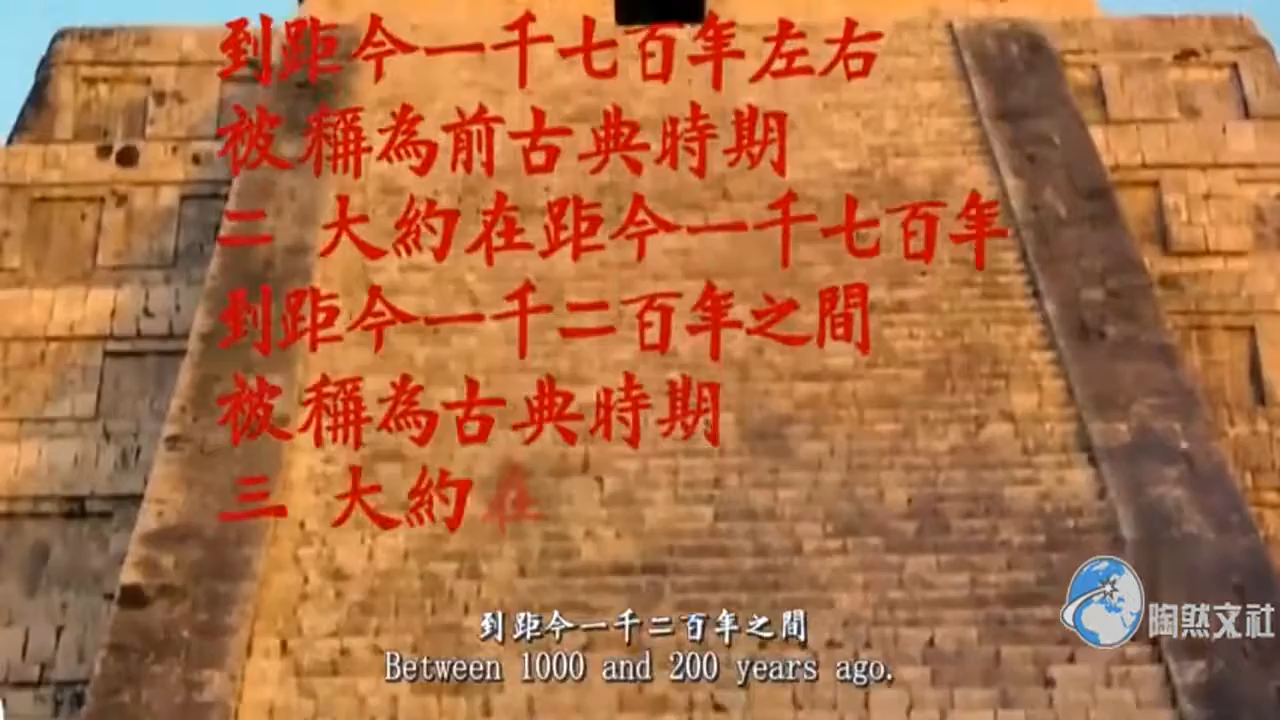 到距今一千七百年左右
被稱為前古典時期
二 大約在距今一千七百年
到距今一千二百年之間
被稱為古典時期
三 大約在
到距今一千二百年之間
Between 1000 and 200 years ago.
陶然文社